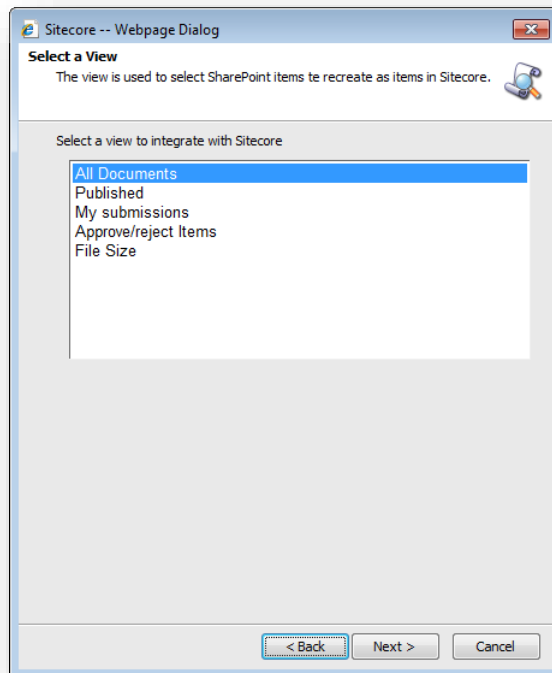 Sitecore -- Webpage Dialog
Select a View
The view is used to select SharePoint items te recreate as items in Sitecore.
Select a view to integrate with Sitecore
All Documents
Published
My submissions
Approve/reject Items
File Size
< Back Next > Cancel